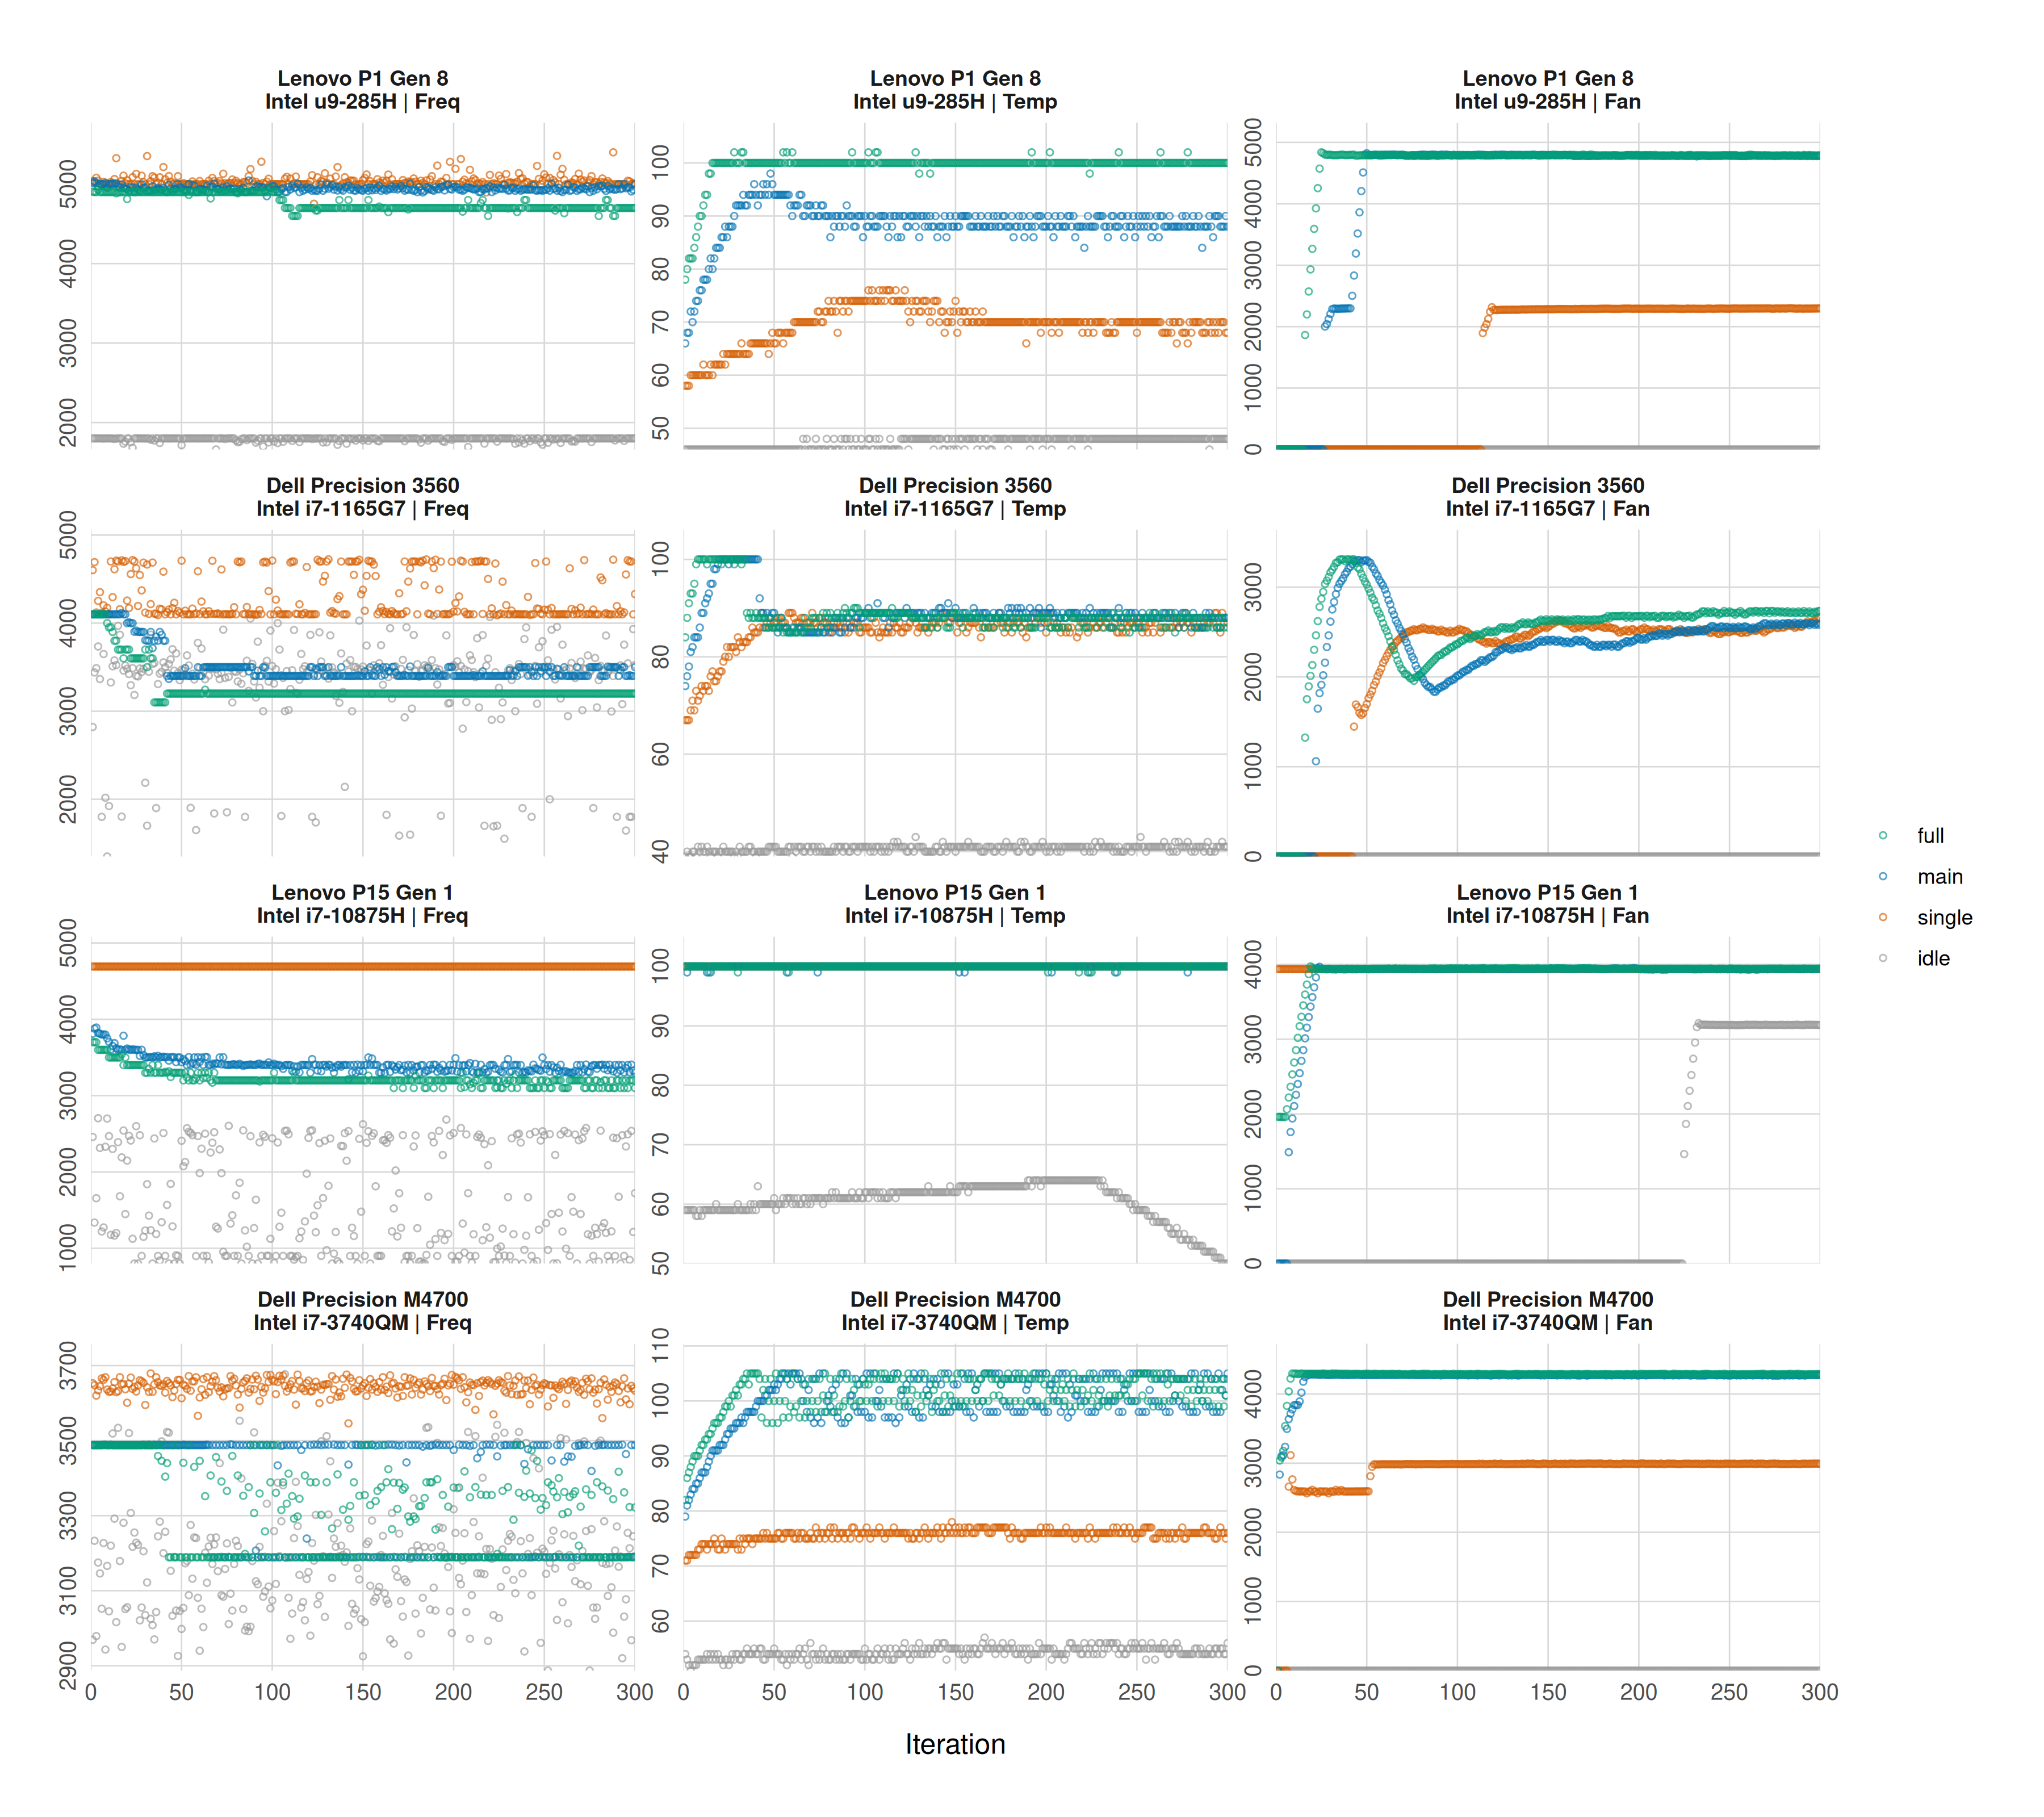 Lenovo P1 Gen 8
Intel u9-285H | Freq
Lenovo P1 Gen 8
Intel u9-285H | Temp
Lenovo P1 Gen 8
Intel u9-285H | Fan
5000
4000
3000
2000
100
90
80
70
60
50
5000
4000
3000
2000
1000
0
Dell Precision 3560
Intel i7-1165G7 | Freq
Dell Precision 3560
Intel i7-1165G7 | Temp
Dell Precision 3560
Intel i7-1165G7 | Fan
5000
4000
3000
2000
100
80
60
40
3000
2000
1000
0
full
main
single
idle
Lenovo P15 Gen 1
Intel i7-10875H | Freq
Lenovo P15 Gen 1
Intel i7-10875H | Temp
Lenovo P15 Gen 1
Intel i7-10875H | Fan
5000
4000
3000
2000
1000
100
90
80
70
60
50
4000
3000
2000
1000
0
Dell Precision M4700
Intel i7-3740QM | Freq
Dell Precision M4700
Intel i7-3740QM | Temp
Dell Precision M4700
Intel i7-3740QM | Fan
3700
3500
3300
3100
2900
110
100
90
80
70
60
4000
3000
2000
1000
0
0 50 100 150 200 250 300
0 50 100 150 200 250 300
0 50 100 150 200 250 300
Iteration